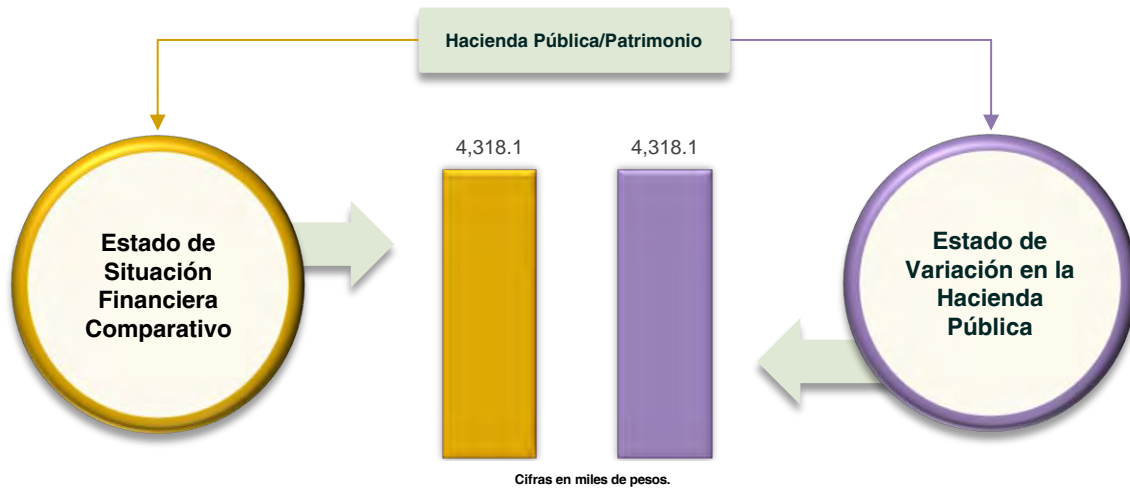 Hacienda Pública/Patrimonio
4,318.1
4,318.1
Estado de
Situación
Financiera
Comparativo
Estado de
Variación en la
Hacienda
Pública
Cifras en miles de pesos.